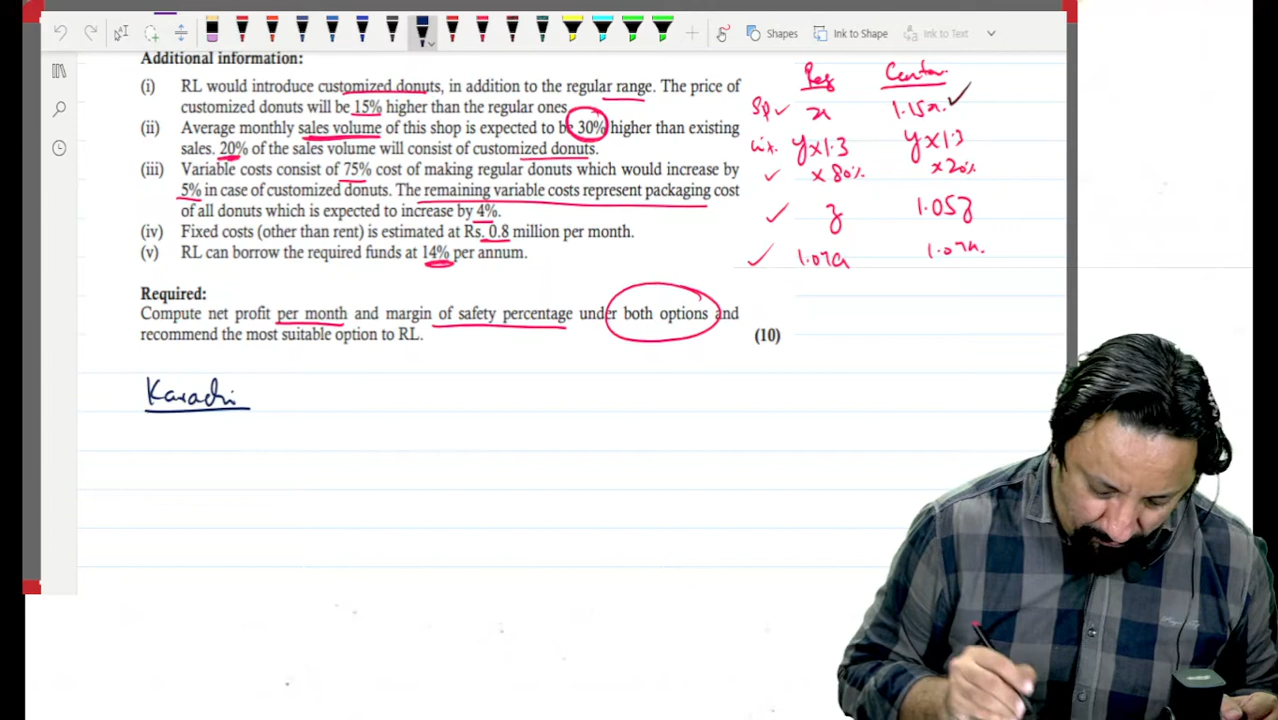 Shapes
Ink to Shape
Ink to Text
Additional information:
(i) RL would introduce customized donuts, in addition to the regular range. The price of
customized donuts will be 15% higher than the regular ones.
(ii) Average monthly sales volume of this shop is expected to be 30% higher than existing
sales. 20% of the sales volume will consist of customized donuts.
(iii) Variable costs consist of 75% cost of making regular donuts which would increase by
5% in case of customized donuts. The remaining variable costs represent packaging cost
of all donuts which is expected to increase by 4%.
(iv) Fixed costs (other than rent) is estimated at Rs. 0.8 million per month.
(v) RL can borrow the required funds at 14% per annum.
Required:
Compute net profit per month and margin of safety percentage under both options and
recommend the most suitable option to RL.
(10)
Reg
Sp ✓ x 1.15x. ✓
y×1.3 y×1.3
✓ ×80%. ×20%
✓ z 1.05z
✓
Karachi